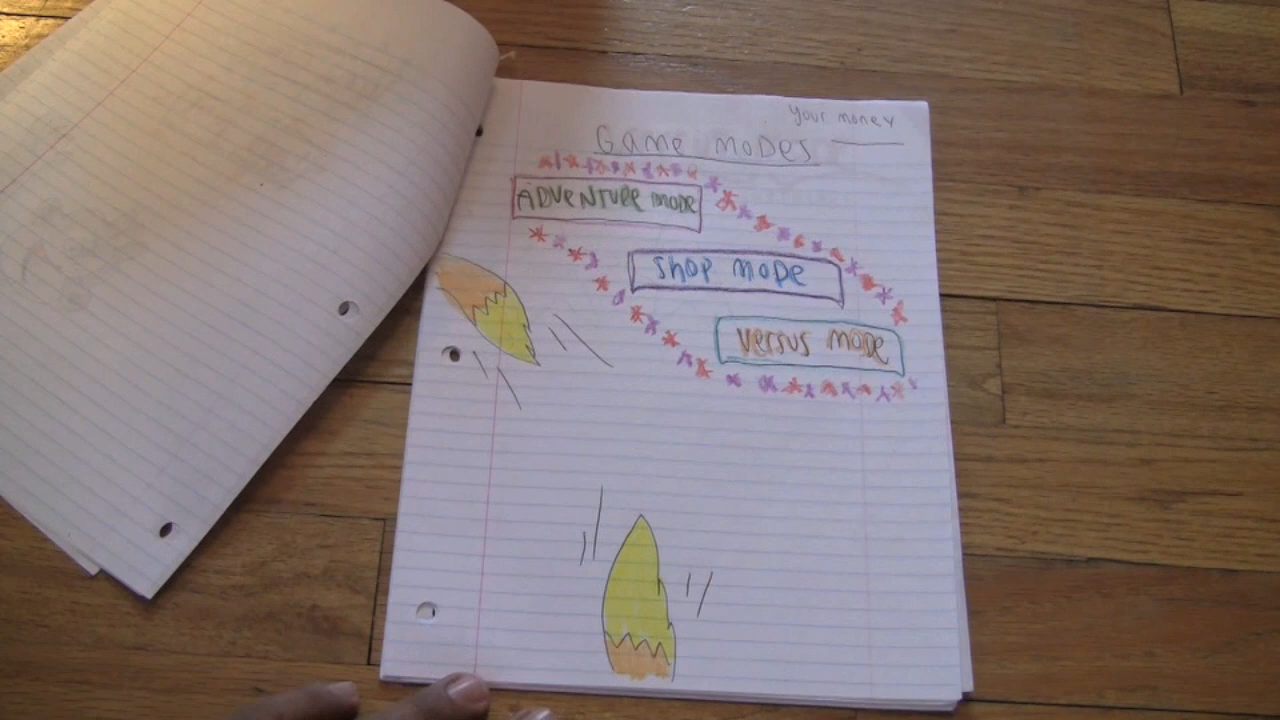 Your money
Game modes
ADVENTURE MODE
Shop mode
Versus mode